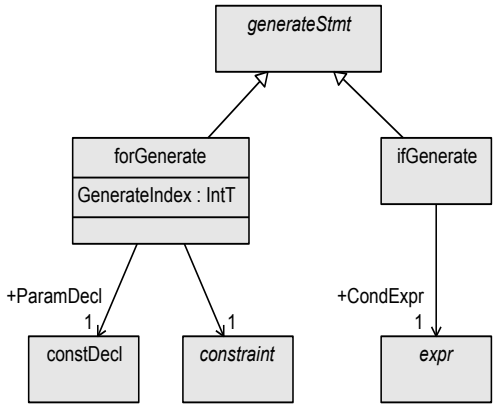 generateStmt
forGenerate
GenerateIndex : IntT
ifGenerate
+ParamDecl
1
1
+CondExpr
1
constDecl
constraint
expr